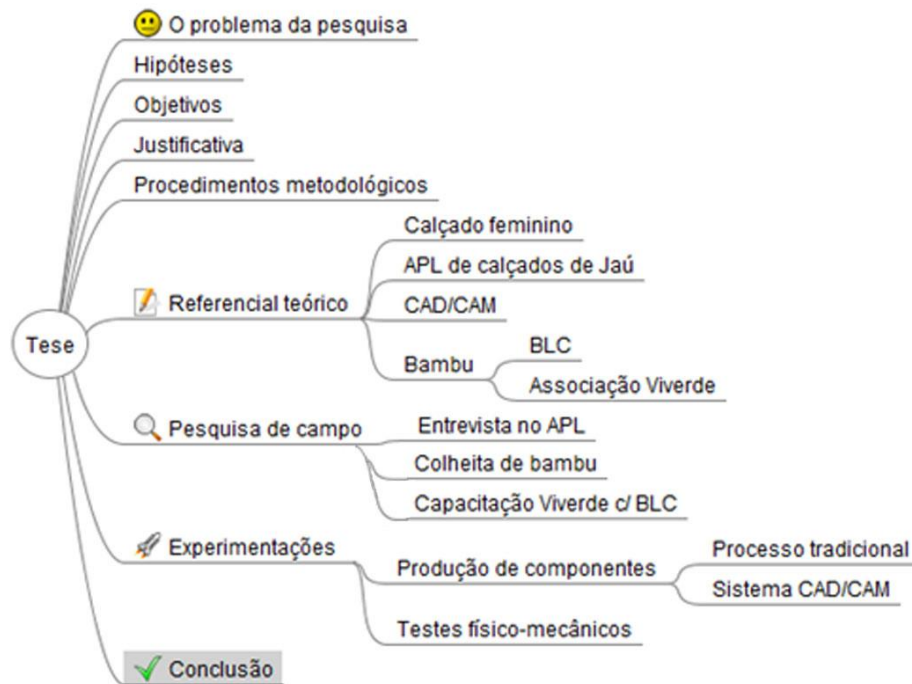 O problema da pesquisa
Hipóteses
Objetivos
Justificativa
Procedimentos metodológicos
Tese
Referencial teórico
Calçado feminino
APL de calçados de Jaú
CAD/CAM
Bambu
BLC
Associação Viverde
Pesquisa de campo
Entrevista no APL
Colheita de bambu
Capacitação Viverde c/ BLC
Experimentações
Produção de componentes
Processo tradicional
Sistema CAD/CAM
Testes físico-mecânicos
Conclusão